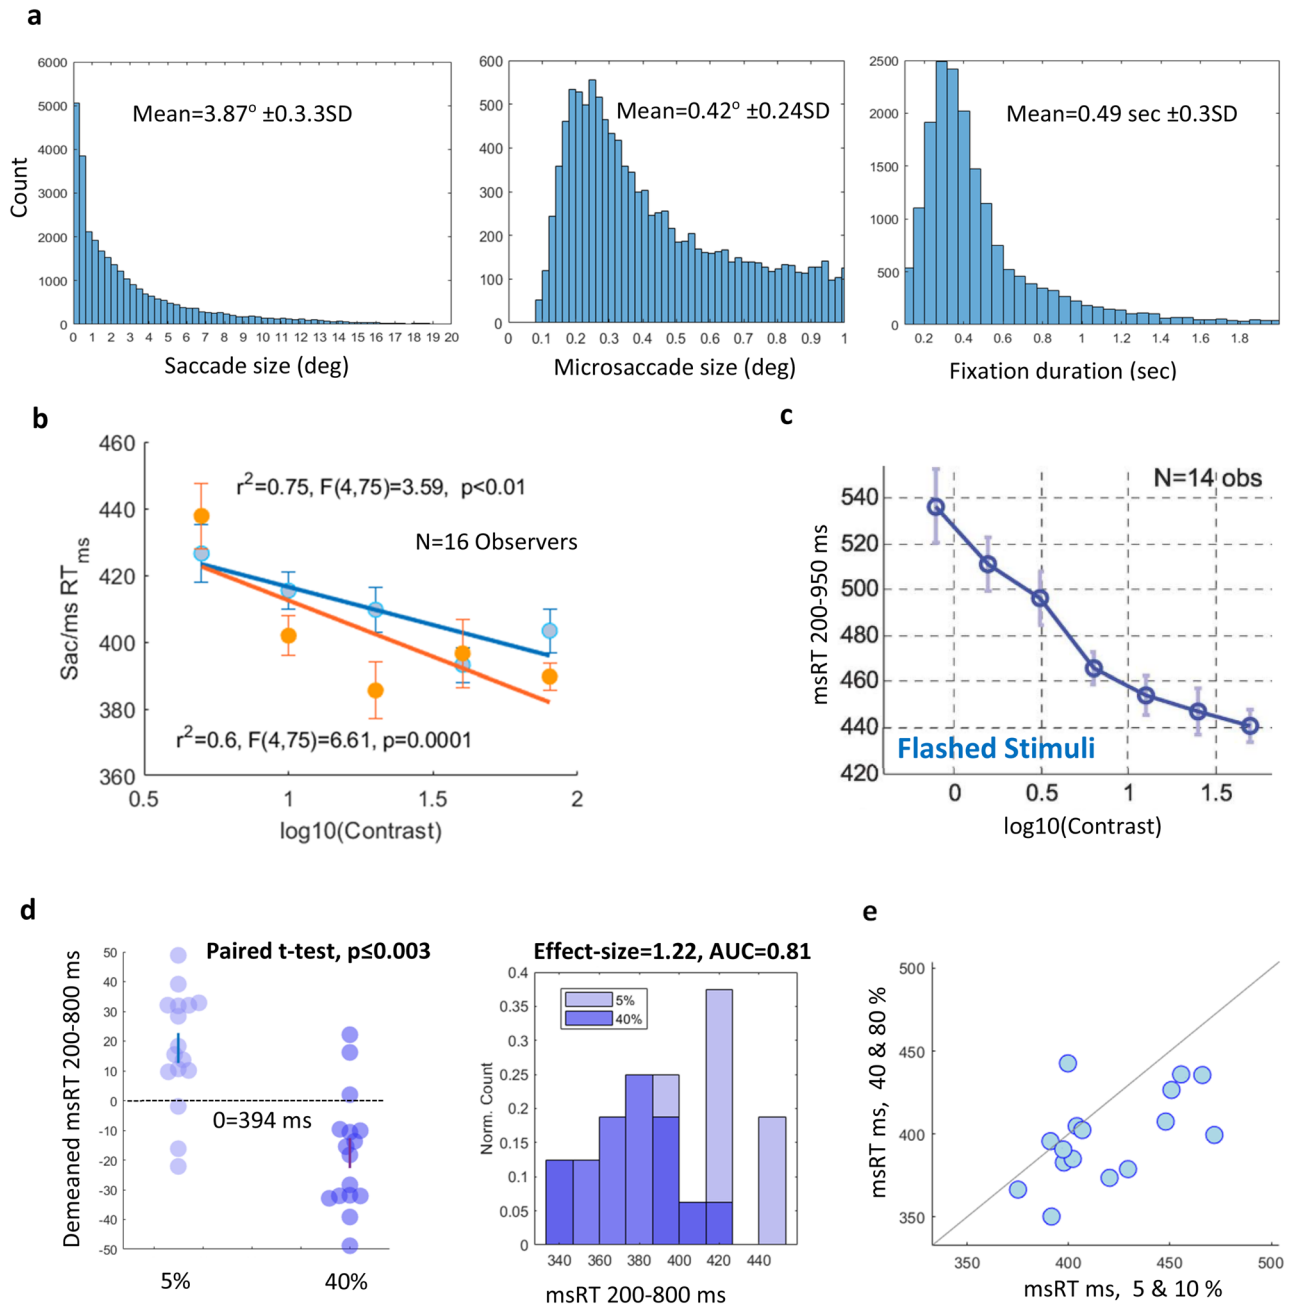 a
Mean=3.87° ±0.3.3SD
Mean=0.42° ±0.24SD
Mean=0.49 sec ±0.3SD
Count
6000
5000
4000
3000
2000
1000
0
0 1 2 3 4 5 6 7 8 9 10 11 12 13 14 15 16 17 18 19 20
Saccade size (deg)
600
500
400
300
200
100
0
0 0.1 0.2 0.3 0.4 0.5 0.6 0.7 0.8 0.9 1
Microsaccade size (deg)
2500
2000
1500
1000
500
0
0.2 0.4 0.6 0.8 1 1.2 1.4 1.6 1.8
Fixation duration (sec)
b
Sac/ms RTms
460
440
420
400
380
360
r2=0.75, F(4,75)=3.59, p<0.01
N=16 Observers
r2=0.6, F(4,75)=6.61, p=0.0001
0.5 1 1.5 2
log10(Contrast)
c
msRT 200-950 ms
540
520
500
480
460
440
420
N=14 obs
Flashed Stimuli
0 0.5 1 1.5
log10(Contrast)
d
Demeaned msRT 200-800 ms
Paired t-test, p≤0.003
50
40
30
20
10
0
-10
-20
-30
-40
-50
0=394 ms
5% 40%
Effect-size=1.22, AUC=0.81
Norm. Count
0.4
0.35
0.3
0.25
0.2
0.15
0.1
0.05
0
5%
40%
340 360 380 400 420 440
msRT 200-800 ms
e
msRT ms, 40 & 80 %
500
450
400
350
350 400 450 500
msRT ms, 5 & 10 %